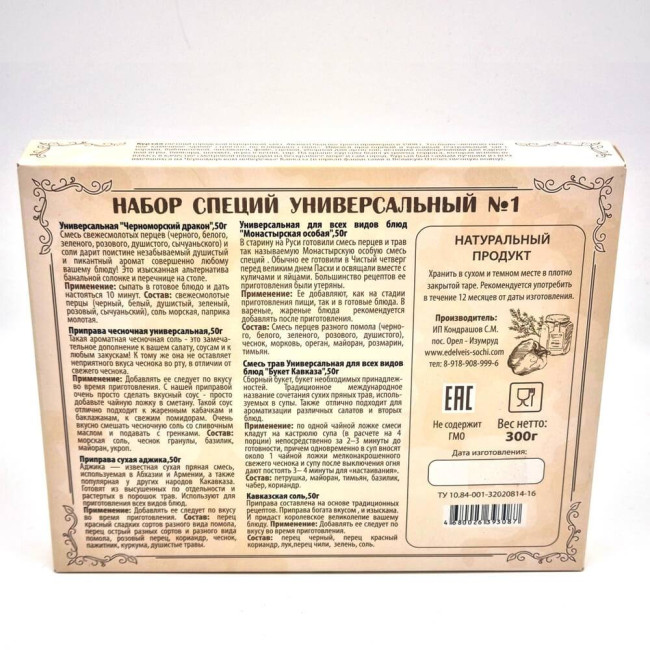 НАБОР СПЕЦИЙ УНИВЕРСАЛЬНЫЙ №1
Универсальная "Черноморский дракон",50г
Смесь свежесмолотых перцев (черного, белого,
зеленого, розового, душистого, сычуаньского) и
соли дарит поистине незабываемый душистый
и пикантный аромат совершенно любому
вашему блюду! Это изысканная альтернатива
банальной солонке и перечнице на столе.
Применение: сыпать в готовое блюдо и дать
настояться 10 минут. Состав: свежесмолотые
перцы (черный, белый, душистый, зеленый,
розовый, сычуаньский), соль морская, паприка
молотая.
Приправа чесночная универсальная,50г
Такая ароматная чесночная соль - это замеча-
тельное дополнение к вашем салату, соусам и к
любым закускам! К тому же она не оставляет
неприятного вкуса чеснока во рту, в отличии от
свежего чеснока.
Применение: Добавлять ее следует по вкусу
во время приготовления. С нашей приправой
очень просто сделать вкусный соус - просто
добавьте чайную ложку в сметану. Такой соус
отлично подходит к жаренным кабачкам и
баклажанам, к свежим помидорам. Очень
вкусно смешать чесночную соль со сливочным
маслом и подавать с гренками. Состав:
морская соль, чеснок гранулы, базилик,
майоран, укроп.
Приправа сухая аджика,50г
Аджика — известная сухая пряная смесь,
используемая в Абхазии и Армении, а также
популярная у других народов Какавказа.
Готовят из высушенных по отдельности и
растертых в порошок трав. Используют для
приготовления всех видов блюд.
Применение: Добавлять ее следует по вкусу
во время приготовления. Состав: перец
красный сладких сортов разного вида помола,
перец острый разных сортов и разного вида
помола, розовый перец, кориандр, чеснок,
пажитник, куркума, душистые травы.
Универсальная для всех видов блюд
"Монастырская особая",50г
В старину на Руси готовили смесь перцев и трав
так называемую Монастырскую особую смесь
специй . Обычно ее готовили в Чистый четверг
перед великим днем Пасхи и освящали вместе с
куличами и яйцами. Большинство рецептов
приготовления были утеряны.
Применение: Ее добавляют, как на стадии
приготовления пищи, так и в готовые блюда. В
вареные, жареные блюда рекомендуется
добавлять после приготовления.
Состав: Смесь перцев разного помола (черно-
го, белого, зеленого, розового, душистого),
чеснок, морковь, ореган, майоран, розмарин,
тимьян.
Смесь трав Универсальная для всех видов
блюд "Букет Кавказа",50г
Сборный букет, букет необходимых принадлеж-
ностей. Традиционное международное
название сочетания сухих пряных трав, исполь-
зуемых в супы. Также отлично подходит для
ароматизации различных салатов и вторых
блюд.
Применение: по одной чайной ложке смеси
кладут на кастрюлю супа (в расчете на 4
порции) непосредственно за 2–3 минуты до
готовности, причем одновременно в суп вносят
около 1 чайной ложки мелконакрошенного
свежего чеснока и супу после выключения огня
дают постоять 3– 4 минуты для «настаивания».
Состав: петрушка, майоран, тимьян, базилик,
чабер, кориандр.
Кавказская соль,50г
Приправа составлена на основе традиционных
рецептов. Приправа богата вкусом , и изыскана.
И придаст королевское великолепие вашему
блюду. Применение: Добавлять ее следует по
вкусу во время приготовления.
Состав: перец черный, перец красный
кориандр, лук,перец чили, зелень, соль.
НАТУРАЛЬНЫЙ
ПРОДУКТ
Хранить в сухом и темном месте в плотно
закрытой таре. Рекомендуется употребить
в течение 12 месяцев от даты изготовления.
Производитель:
ИП Кондрашов С.М.
пос. Орел - Изумруд
www.edelveis-sochi.com
тел: 8-918-908-999-6
EAC
Не содержит
ГМО
Вес нетто:
300г
Дата изготовления:
ТУ 10.84-001-32020814-16
4680026139308